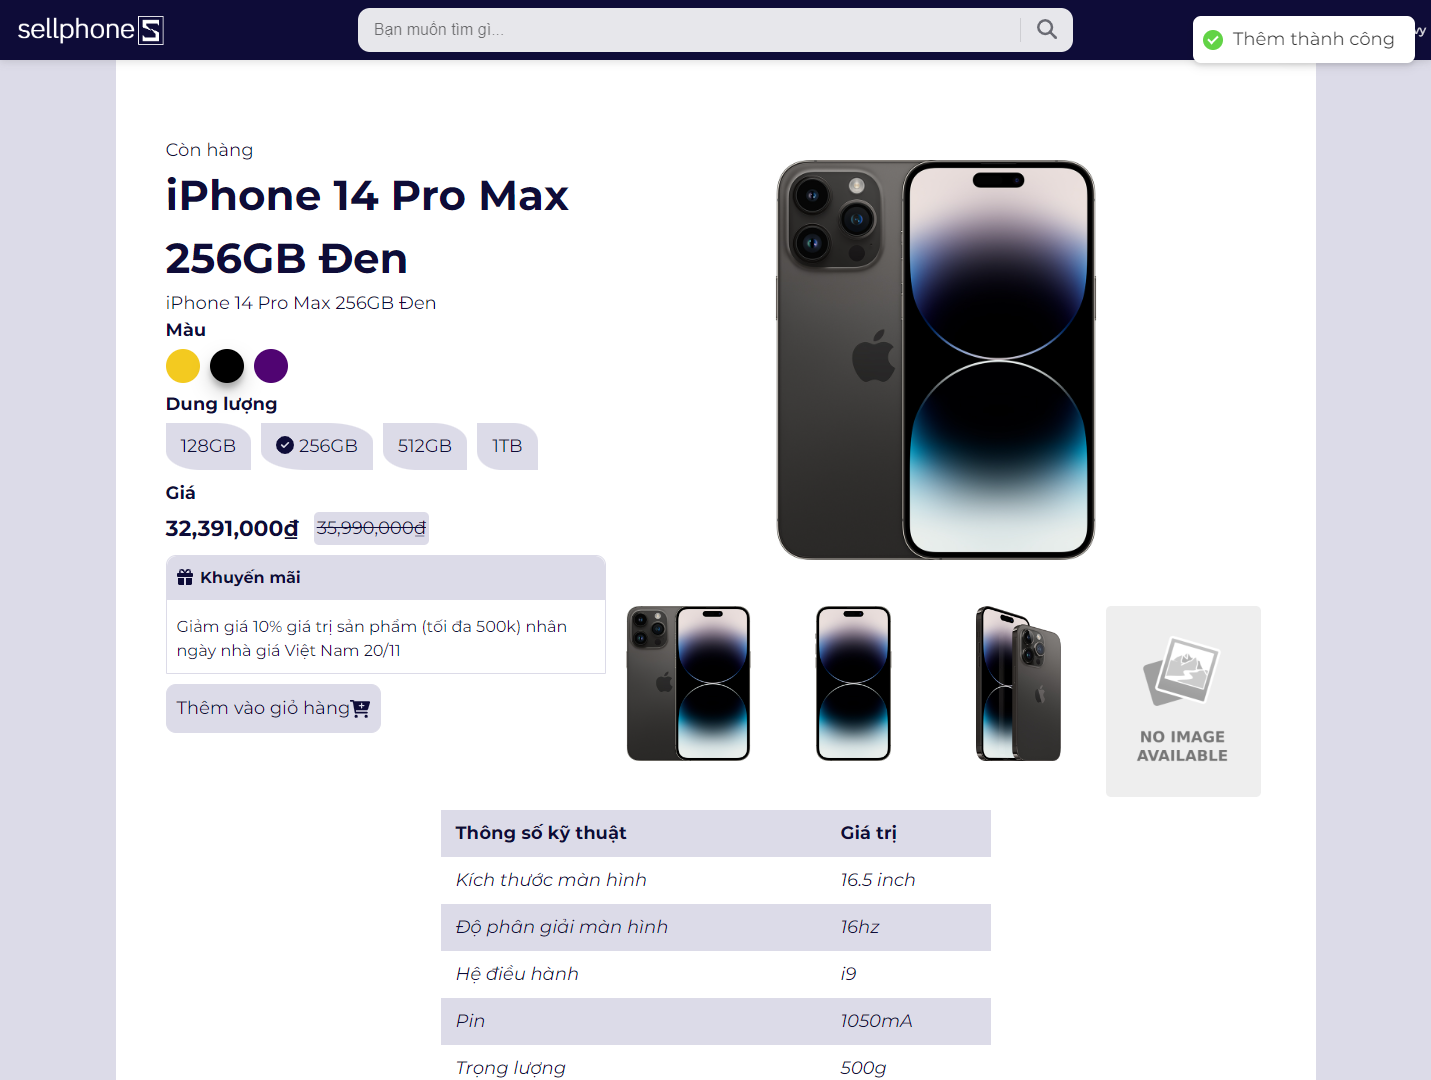 sellphoneS
Bạn muốn tìm gì...
Thêm thành công
vy
Còn hàng
iPhone 14 Pro Max
256GB Đen
iPhone 14 Pro Max 256GB Đen
Màu
Dung lượng
128GB
256GB
512GB
1TB
Giá
32,391,000₫
35,990,000₫
Khuyến mãi
Giảm giá 10% giá trị sản phẩm (tối đa 500k) nhân
ngày nhà giá Việt Nam 20/11
Thêm vào giỏ hàng
NO IMAGE
AVAILABLE
Thông số kỹ thuật Giá trị
Kích thước màn hình 16.5 inch
Độ phân giải màn hình 16hz
Hệ điều hành i9
Pin 1050mA
Trọng lượng 500g